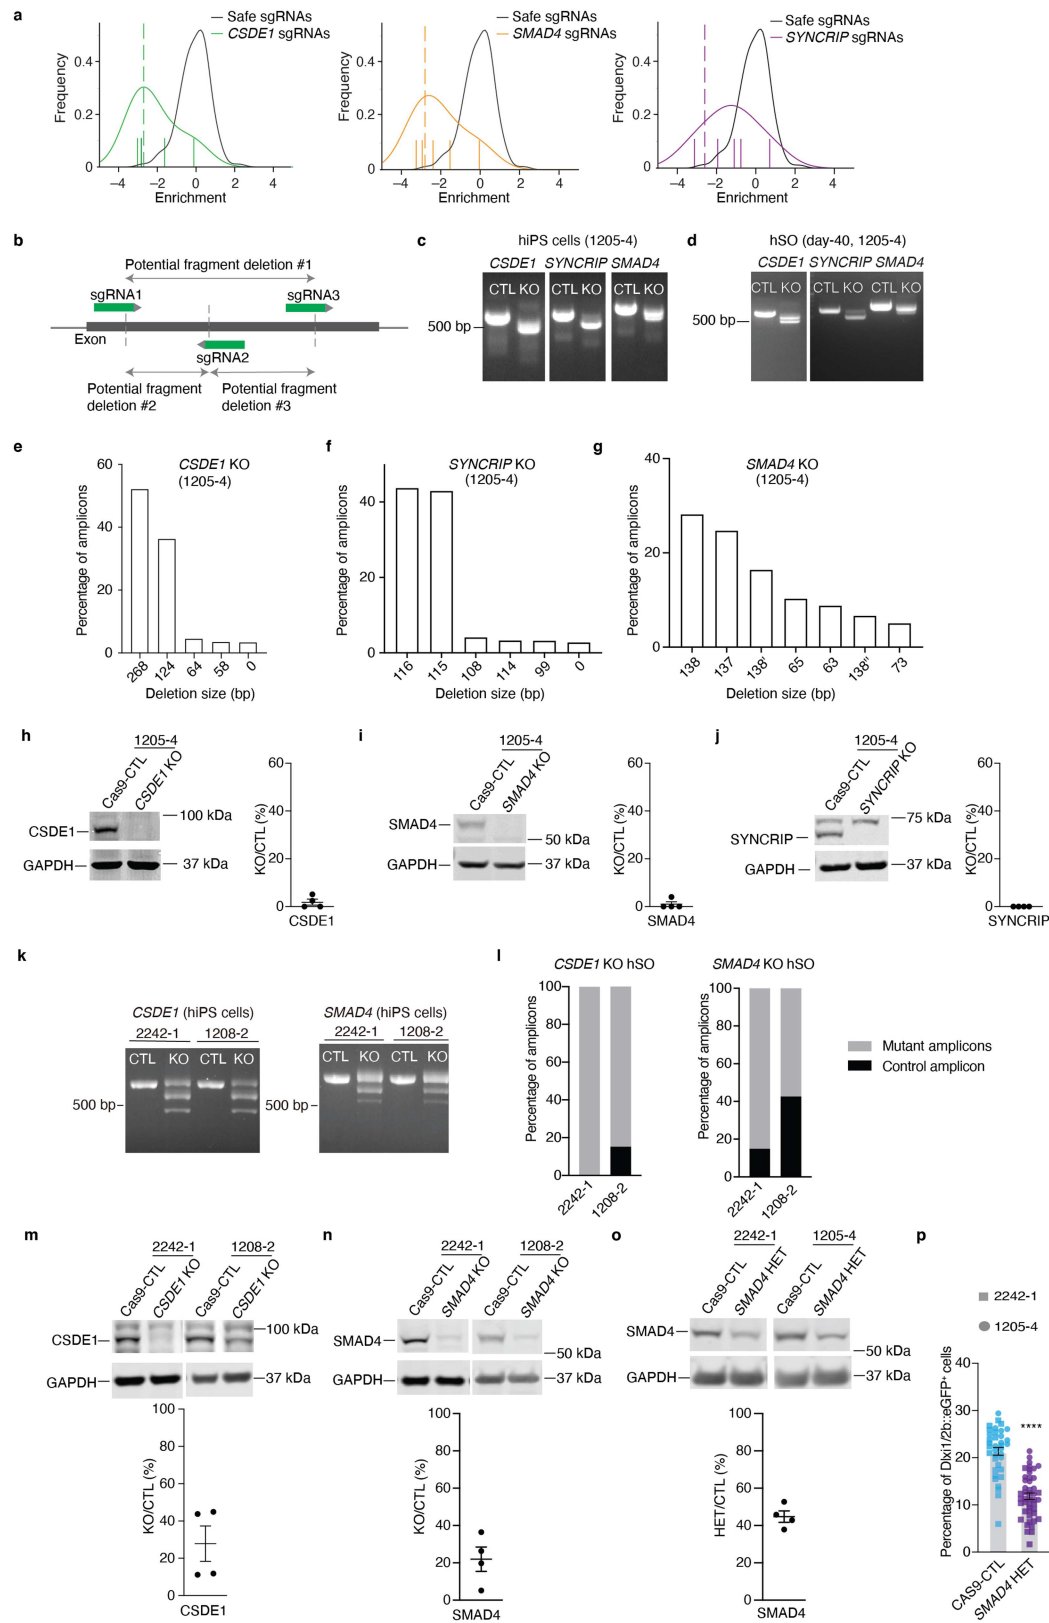 a
Safe sgRNAs
CSDE1 sgRNAs
Frequency
0.4
0.2
0
−4 −2 0 2 4
Enrichment
Safe sgRNAs
SMAD4 sgRNAs
Frequency
0.4
0.2
0
−4 −2 0 2 4
Enrichment
Safe sgRNAs
SYNCRIP sgRNAs
Frequency
0.4
0.2
0
−4 −2 0 2 4
Enrichment
b
Potential fragment deletion #1
sgRNA1
sgRNA3
Exon
sgRNA2
Potential fragment
deletion #2
Potential fragment
deletion #3
c
hiPS cells (1205-4)
CSDE1 SYNCRIP SMAD4
CTL KO CTL KO CTL KO
500 bp
d
hSO (day-40, 1205-4)
CSDE1 SYNCRIP SMAD4
CTL KO CTL KO CTL KO
500 bp
e
CSDE1 KO
(1205-4)
Percentage of amplicons
60
40
20
0
268 124 64 58 0
Deletion size (bp)
f
SYNCRIP KO
(1205-4)
Percentage of amplicons
40
20
0
116 115 108 114 99 0
Deletion size (bp)
g
SMAD4 KO
(1205-4)
Percentage of amplicons
40
20
0
138 137 138' 65 63 138" 73
Deletion size (bp)
h
1205-4
Cas9-CTL
CSDE1 KO
100 kDa
CSDE1
GAPDH
37 kDa
KO/CTL (%)
60
40
20
0
CSDE1
i
1205-4
Cas9-CTL
SMAD4 KO
SMAD4
50 kDa
GAPDH
37 kDa
KO/CTL (%)
60
40
20
0
SMAD4
j
1205-4
Cas9-CTL
SYNCRIP KO
75 kDa
SYNCRIP
GAPDH
37 kDa
KO/CTL (%)
60
40
20
0
SYNCRIP
k
CSDE1 (hiPS cells)
2242-1 1208-2
CTL KO CTL KO
500 bp
SMAD4 (hiPS cells)
2242-1 1208-2
CTL KO CTL KO
500 bp
l
CSDE1 KO hSO
Percentage of amplicons
100
80
60
40
20
0
2242-1 1208-2
SMAD4 KO hSO
Percentage of amplicons
100
80
60
40
20
0
2242-1 1208-2
Mutant amplicons
Control amplicon
m
2242-1 1208-2
Cas9-CTL
CSDE1 KO
Cas9-CTL
CSDE1 KO
CSDE1
100 kDa
GAPDH
37 kDa
KO/CTL (%)
100
80
60
40
20
0
CSDE1
n
2242-1 1208-2
Cas9-CTL
SMAD4 KO
Cas9-CTL
SMAD4 KO
SMAD4
50 kDa
GAPDH
37 kDa
KO/CTL (%)
100
80
60
40
20
0
SMAD4
o
2242-1 1205-4
Cas9-CTL
SMAD4 HET
Cas9-CTL
SMAD4 HET
SMAD4
50 kDa
GAPDH
37 kDa
HET/CTL (%)
100
80
60
40
20
0
SMAD4
p
2242-1
1205-4
Percentage of Dlxi1/2b::eGFP+ cells
40
30
20
10
0
****
CAS9-CTL
SMAD4 HET